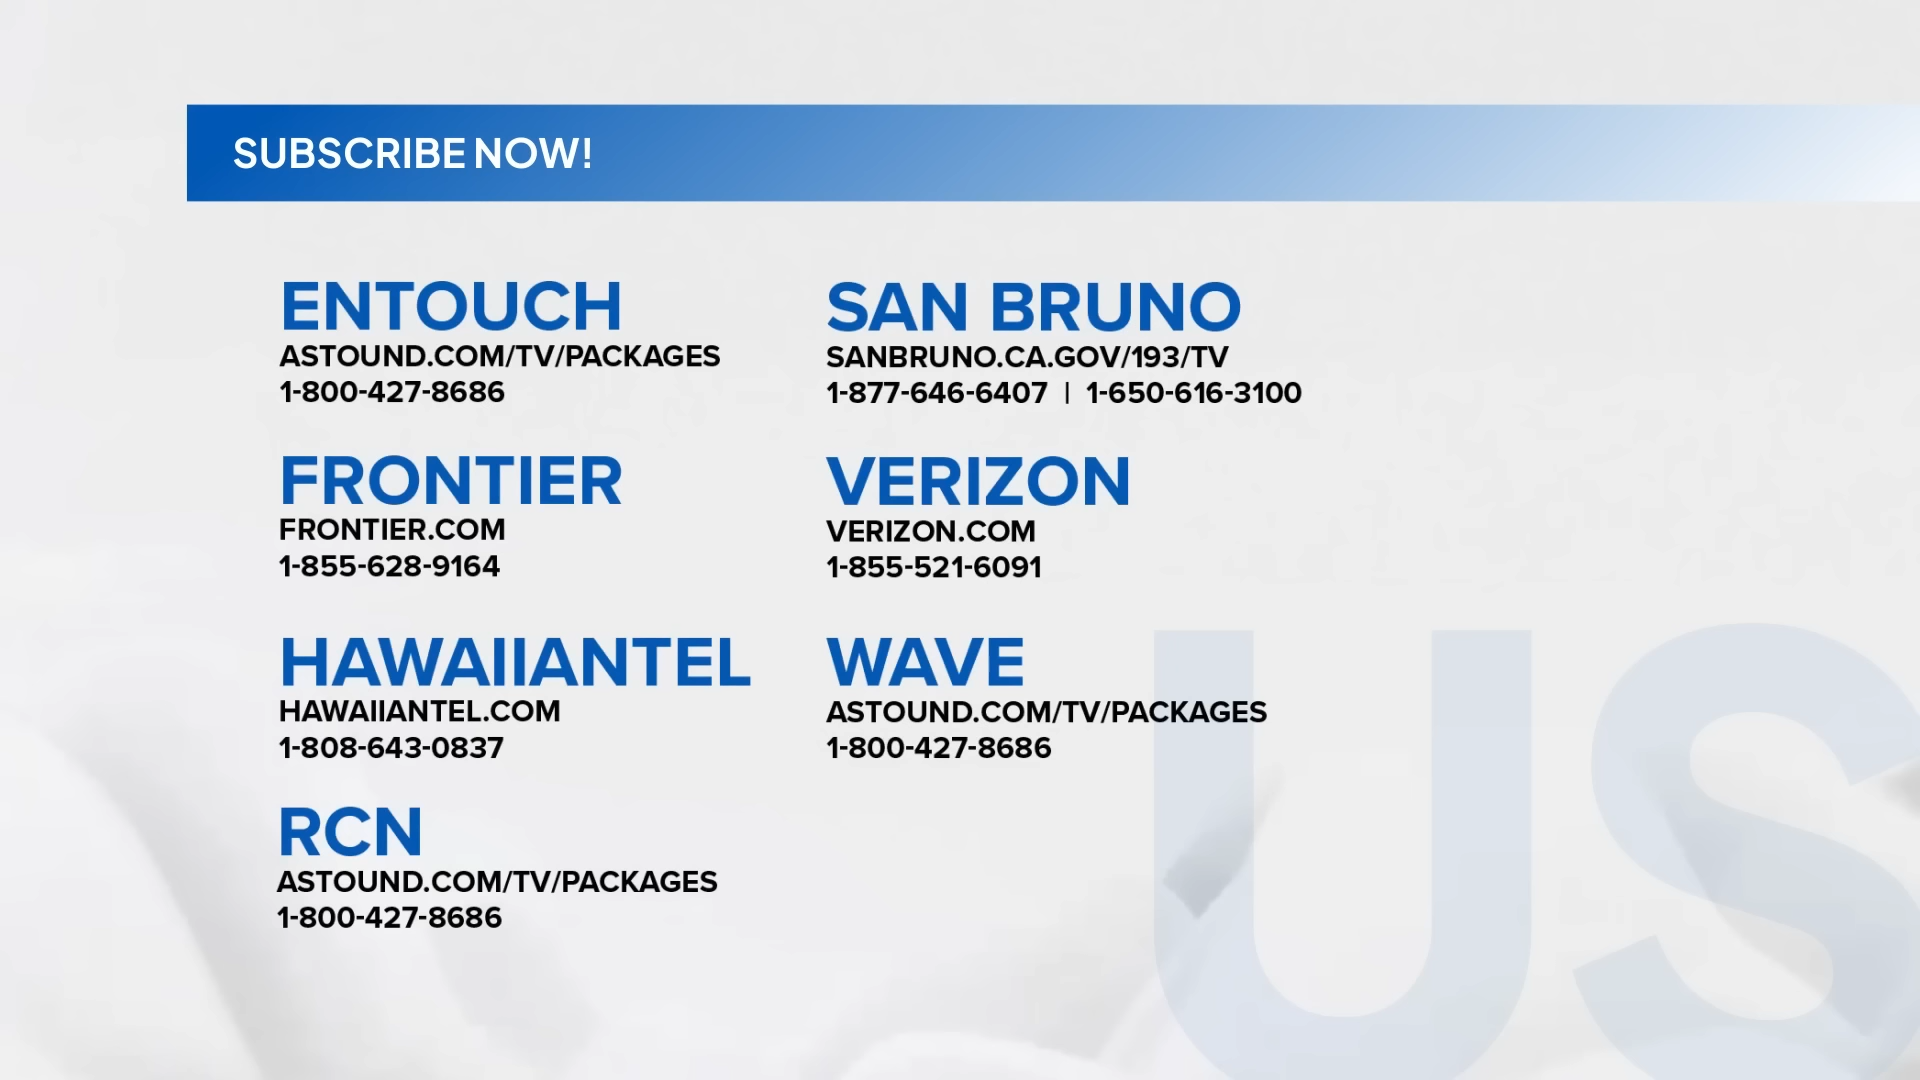 SUBSCRIBE NOW!
ENTOUCH
ASTOUND.COM/TV/PACKAGES
1-800-427-8686
FRONTIER
FRONTIER.COM
1-855-628-9164
HAWAIIANTEL
HAWAIIANTEL.COM
1-808-643-0837
RCN
ASTOUND.COM/TV/PACKAGES
1-800-427-8686
SAN BRUNO
SANBRUNO.CA.GOV/193/TV
1-877-646-6407 | 1-650-616-3100
VERIZON
VERIZON.COM
1-855-521-6091
WAVE
ASTOUND.COM/TV/PACKAGES
1-800-427-8686
US